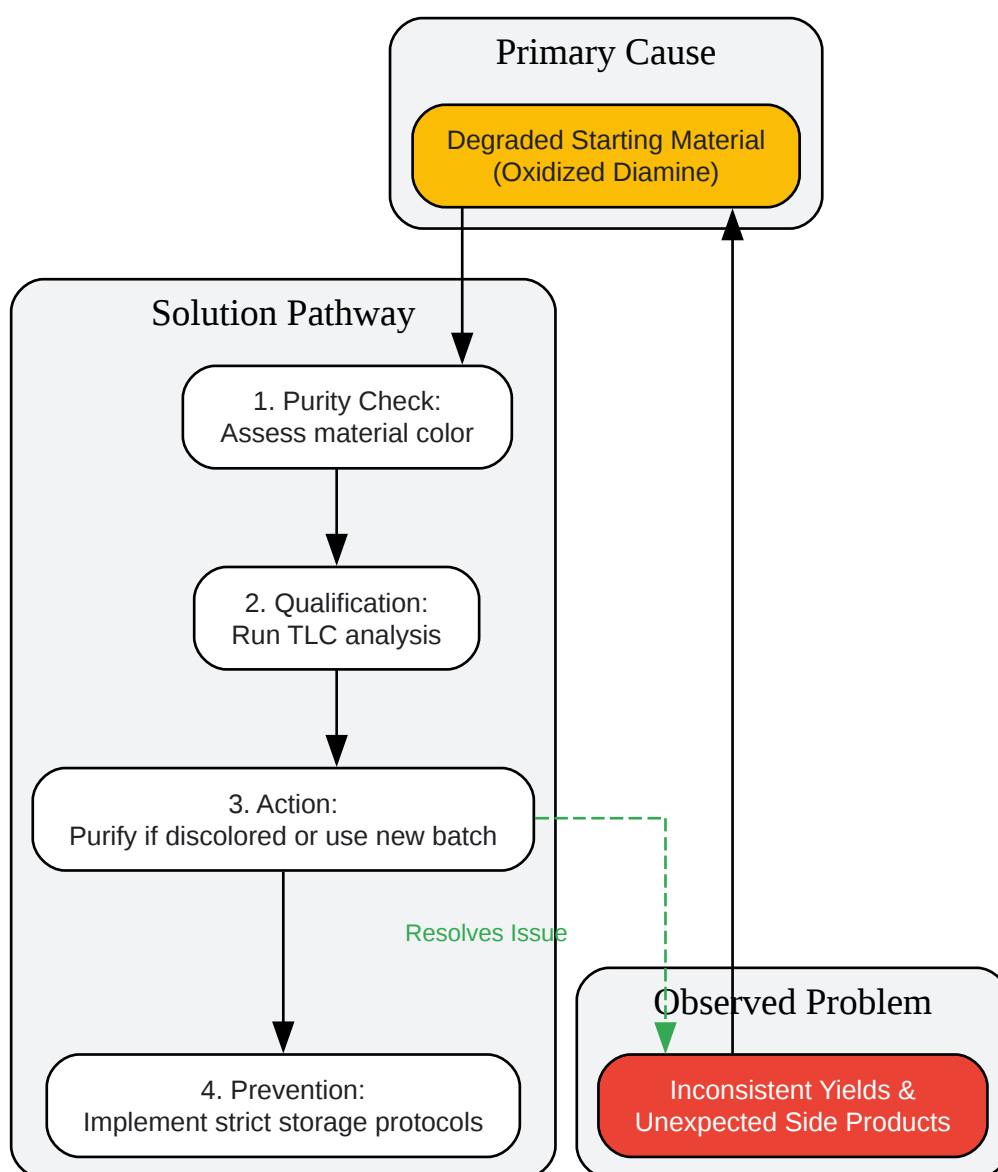 Primary Cause
Degraded Starting Material
(Oxidized Diamine)
Solution Pathway
1. Purity Check:
Assess material color
2. Qualification:
Run TLC analysis
3. Action:
Purify if discolored or use new batch
Resolves Issue
4. Prevention:
Implement strict storage protocols
Observed Problem
Inconsistent Yields &
Unexpected Side Products